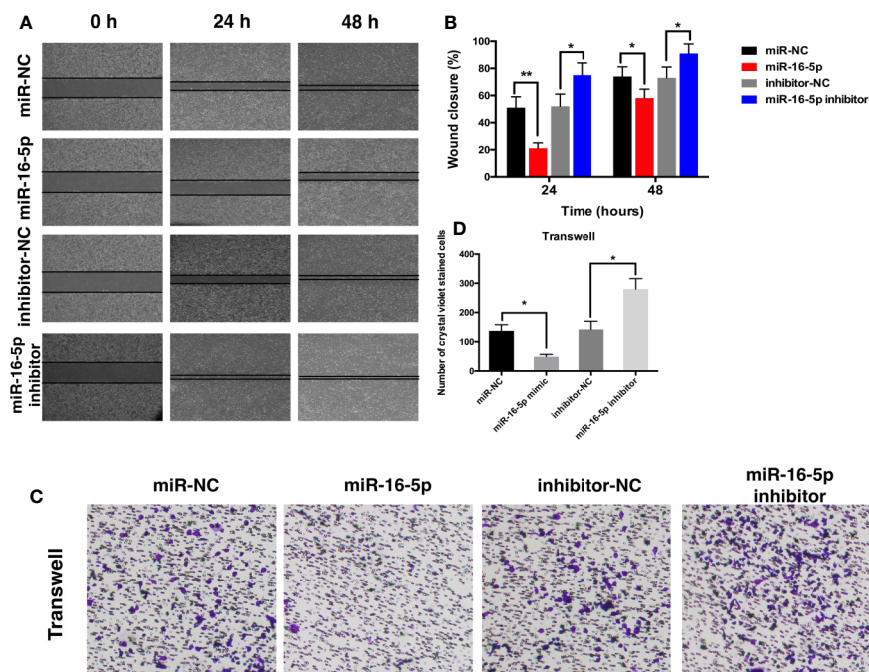 A
0 h
24 h
48 h
miR-NC
miR-16-5p
inhibitor-NC
miR-16-5p
inhibitor
B
Wound closure (%)
100
80
60
40
20
0
**
*
*
*
24
48
Time (hours)
miR-NC
miR-16-5p
inhibitor-NC
miR-16-5p inhibitor
D
Transwell
Number of crystal violet stained cells
400
300
200
100
0
*
*
miR-NC
miR-16-5p mimic
inhibitor-NC
miR-16-5p inhibitor
C
miR-NC
miR-16-5p
inhibitor-NC
miR-16-5p
inhibitor
Transwell